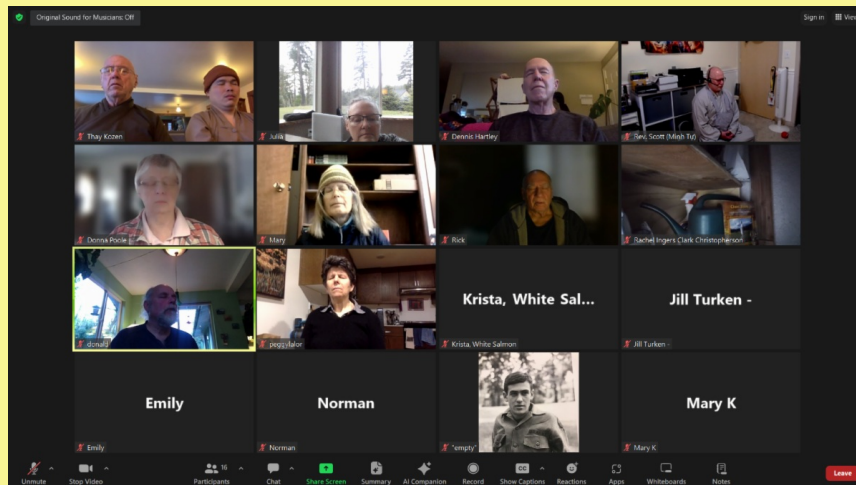 Original Sound for Musicians: Off
Sign in
View
Thay Kozen
Julia
Dennis Hartley
Rev. Scott (Minh Tu)
Donna Poole
Mary
Rick
Rachel Ingers Clark Christopherson
donald
peggylalor
Krista, White Sal...
Krista, White Salmon
Jill Turken -
Jill Turken -
Emily
Emily
Norman
Norman
"empty"
Mary K
Mary K
Unmute
Stop Video
Participants
16
Chat
Share Screen
Summary
AI Companion
Record
CC
Show Captions
Reactions
Apps
Whiteboards
Notes
Leave